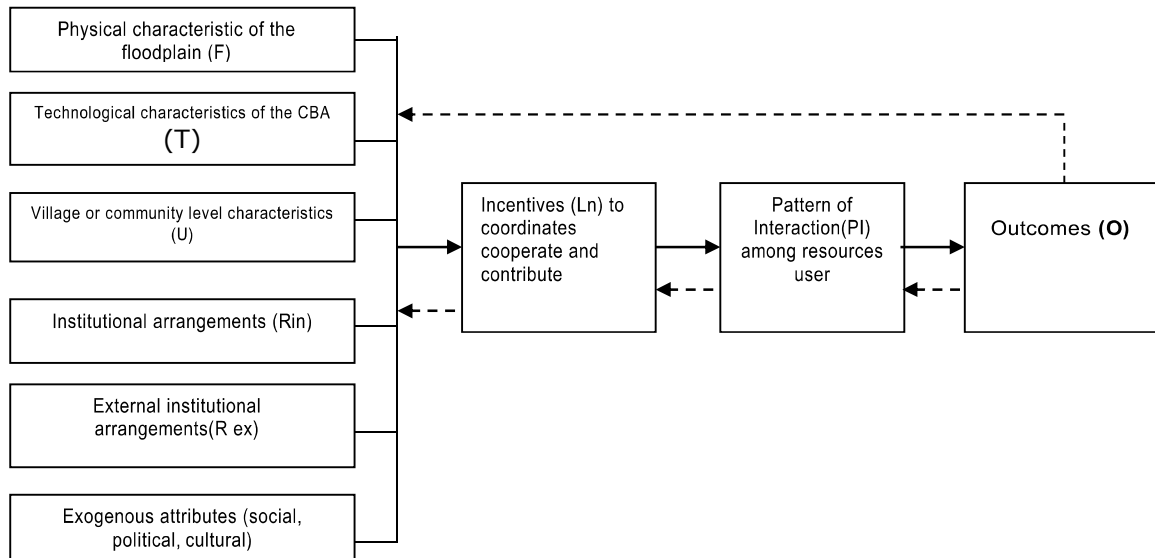 Physical characteristic of the
floodplain (F)
Technological characteristics of the CBA
(T)
Village or community level characteristics
(U)
Institutional arrangements (Rin)
External institutional
arrangements(R ex)
Exogenous attributes (social,
political, cultural)
Incentives (Ln) to
coordinates
cooperate and
contribute
Pattern of
Interaction(PI)
among resources
user
Outcomes (O)